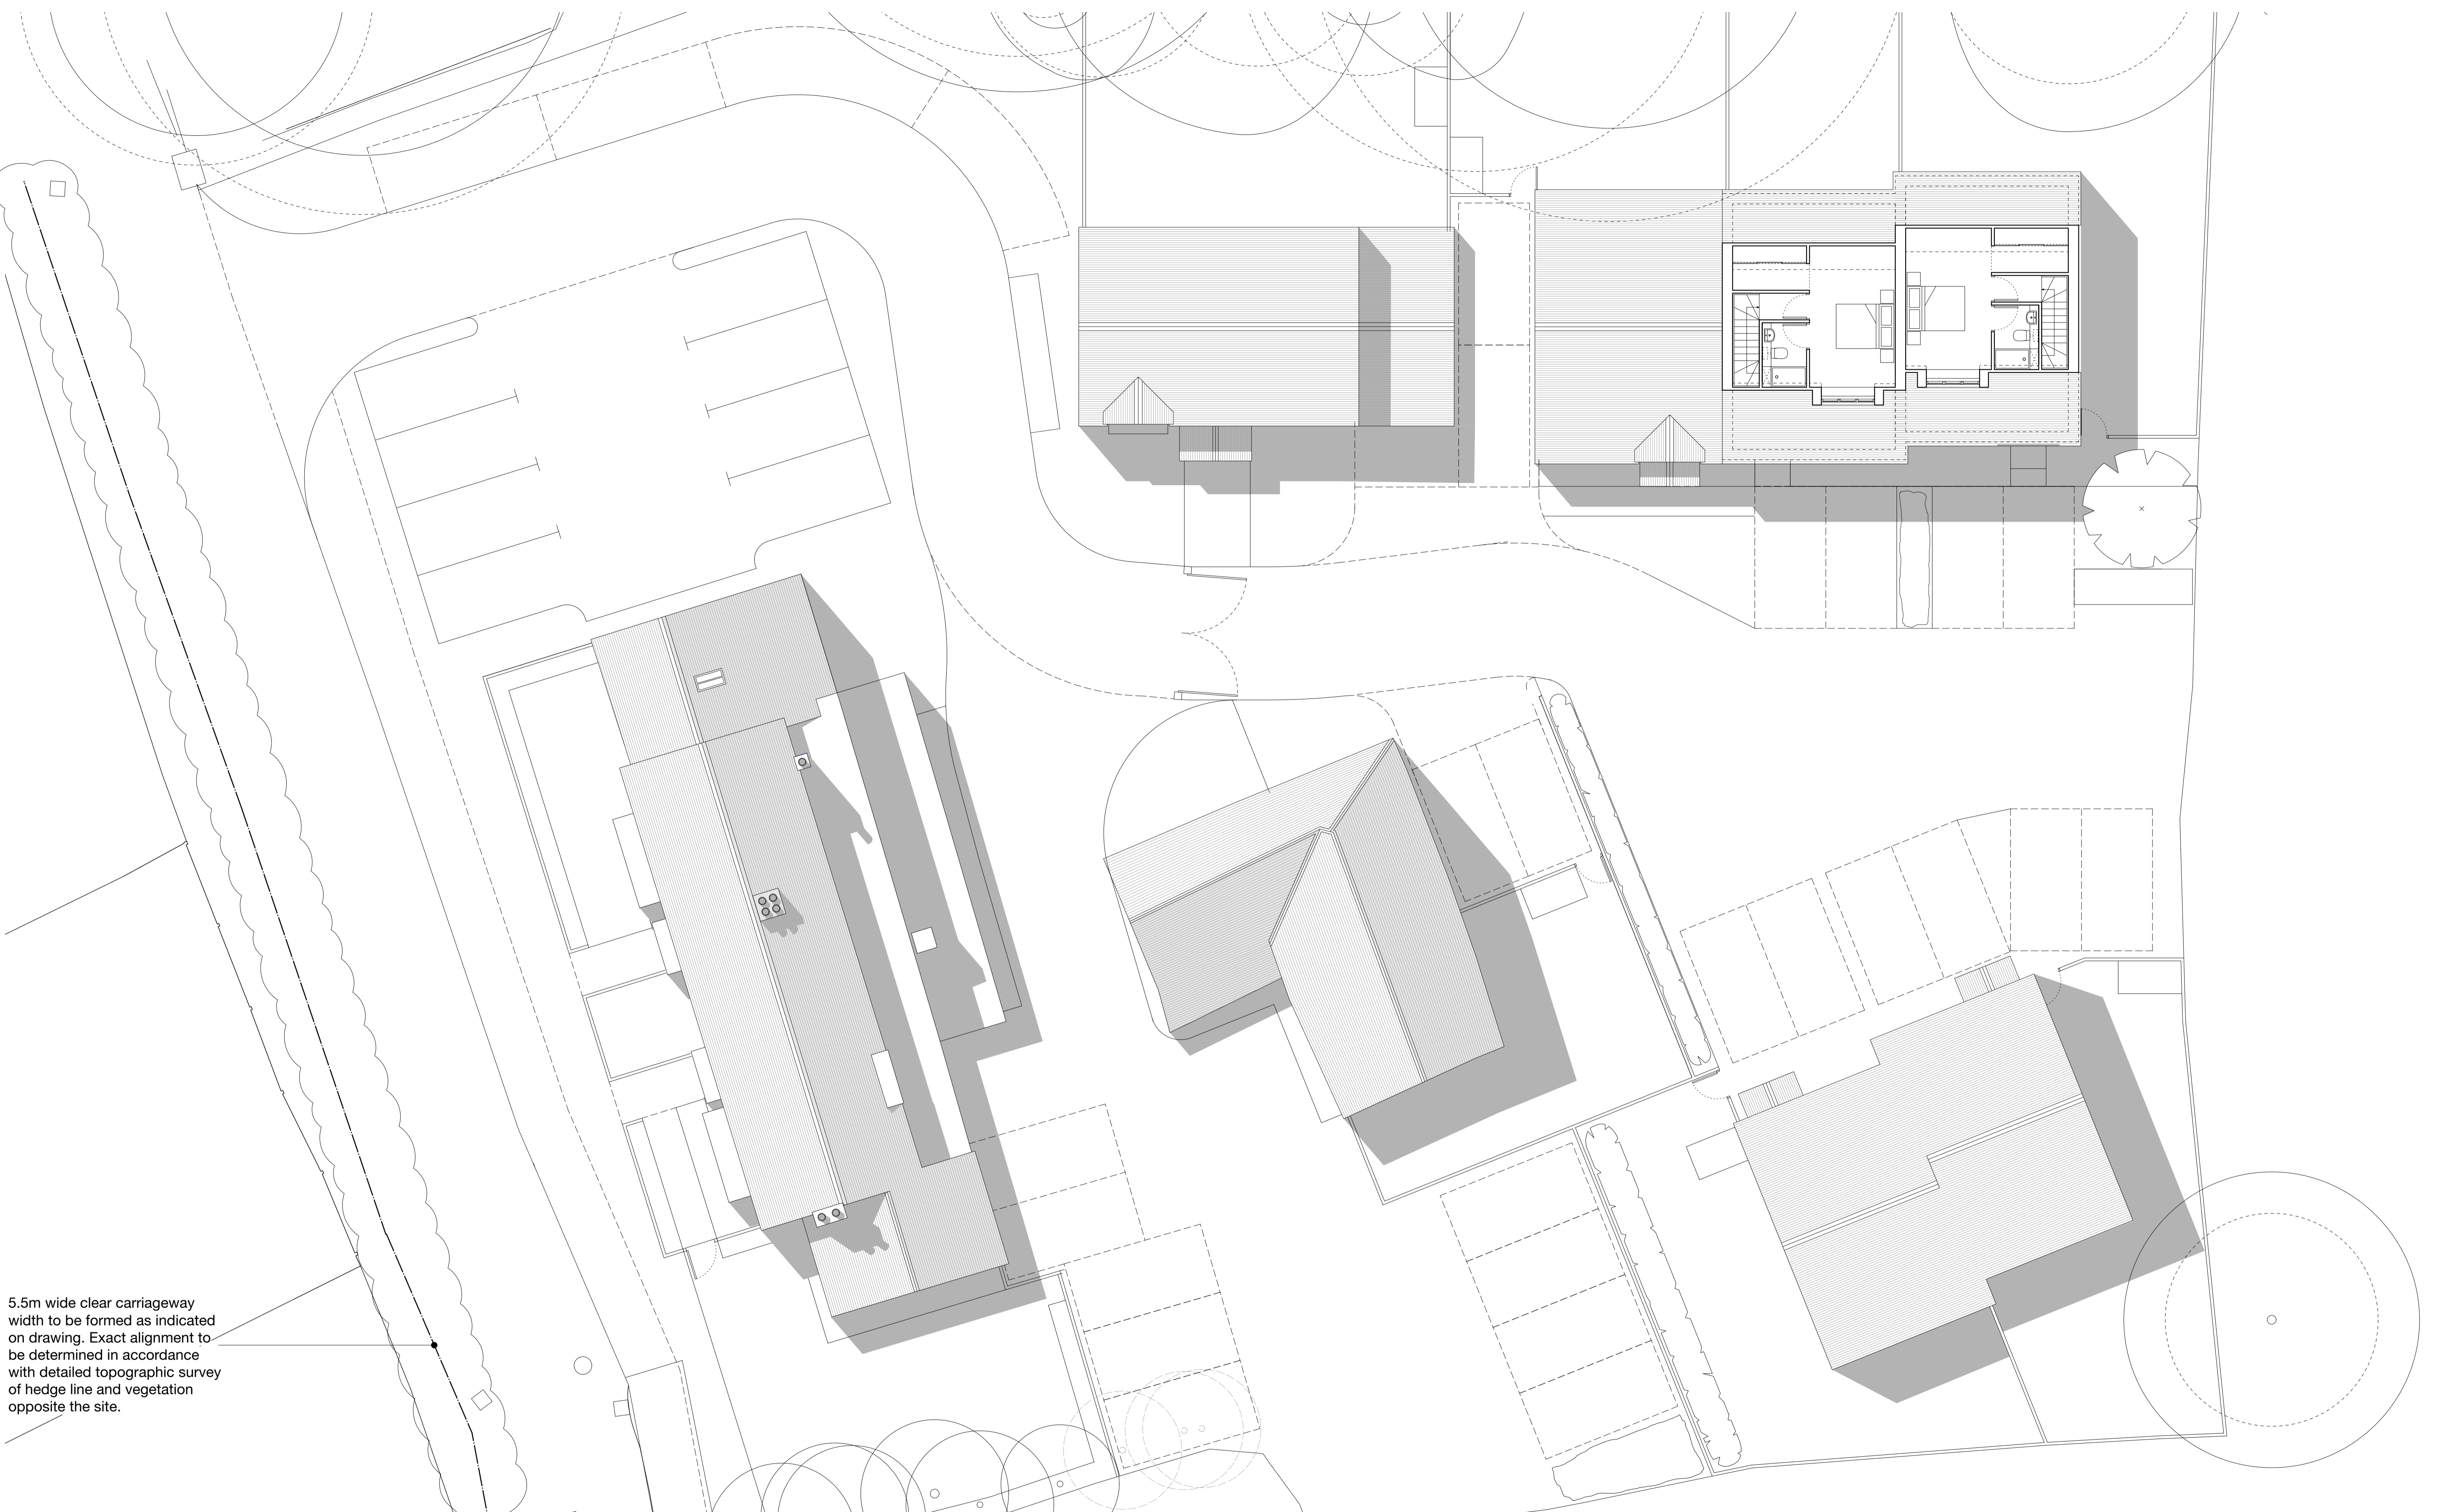 5.5m wide clear carriageway
width to be formed as indicated
on drawing. Exact alignment to
be determined in accordance
with detailed topographic survey
of hedge line and vegetation
opposite the site.